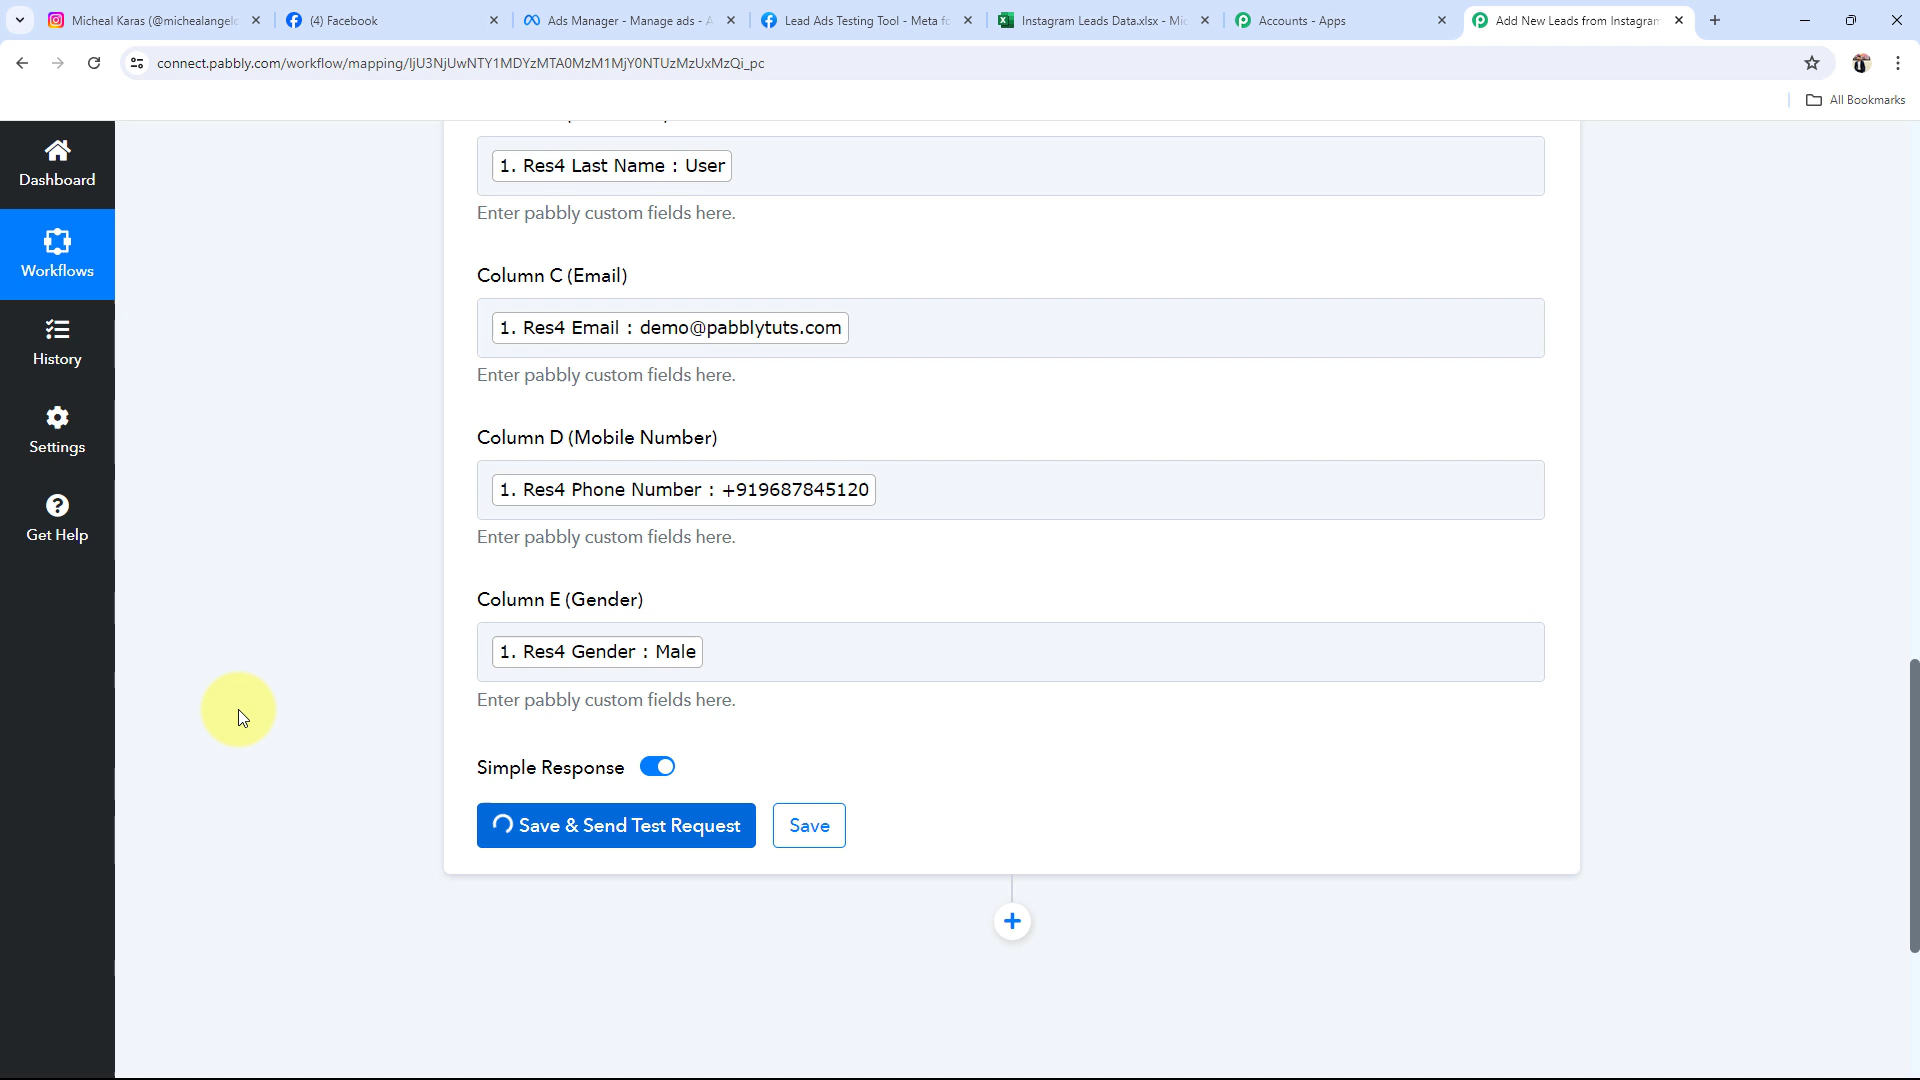 Micheal Karas (@michealangelo
(4) Facebook
Ads Manager - Manage ads - A
Lead Ads Testing Tool - Meta fo
Instagram Leads Data.xlsx - Mic
Accounts - Apps
Add New Leads from Instagram
connect.pabbly.com/workflow/mapping/IjU3NjUwNTY1MDYzMTA0MzM1MjY0NTUzMzUxMzQi_pc
All Bookmarks
Dashboard
Workflows
History
Settings
Get Help
1. Res4 Last Name : User
Enter pabbly custom fields here.
Column C (Email)
1. Res4 Email : demo@pabblytuts.com
Enter pabbly custom fields here.
Column D (Mobile Number)
1. Res4 Phone Number : +919687845120
Enter pabbly custom fields here.
Column E (Gender)
1. Res4 Gender : Male
Enter pabbly custom fields here.
Simple Response
Save & Send Test Request
Save